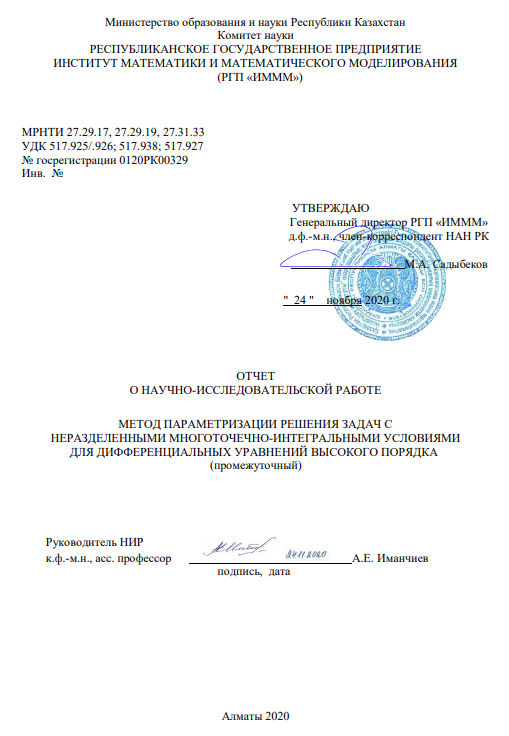 Министерство образования и науки Республики Казахстан
Комитет науки
РЕСПУБЛИКАНСКОЕ ГОСУДАРСТВЕННОЕ ПРЕДПРИЯТИЕ
ИНСТИТУТ МАТЕМАТИКИ И МАТЕМАТИЧЕСКОГО МОДЕЛИРОВАНИЯ
(РГП «ИМММ»)
МРНТИ 27.29.17, 27.29.19, 27.31.33
УДК 517.925/.926; 517.938; 517.927
№ госрегистрации 0120РК00329
Инв. №
УТВЕРЖДАЮ
Генеральный директор РГП «ИМММ»
д.ф.-м.н., член-корреспондент НАН РК
М.А. Садыбеков
" 24 " ноября 2020 г.
ОТЧЕТ
О НАУЧНО-ИССЛЕДОВАТЕЛЬСКОЙ РАБОТЕ
МЕТОД ПАРАМЕТРИЗАЦИИ РЕШЕНИЯ ЗАДАЧ С
НЕРАЗДЕЛЕННЫМИ МНОГОТОЧЕЧНО-ИНТЕГРАЛЬНЫМИ УСЛОВИЯМИ
ДЛЯ ДИФФЕРЕНЦИАЛЬНЫХ УРАВНЕНИЙ ВЫСОКОГО ПОРЯДКА
(промежуточный)
Руководитель НИР
к.ф.-м.н., асс. профессор 24.11.2020 А.Е. Иманчиев
подпись, дата
Алматы 2020